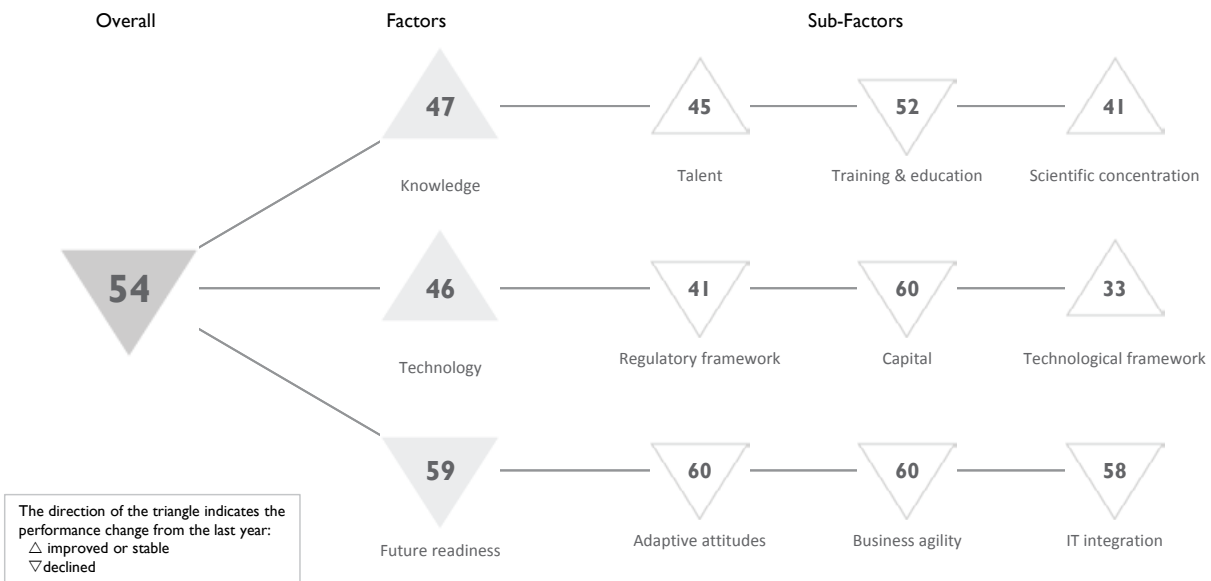 Overall Factors Sub-Factors
47 45 52 41
Knowledge Talent Training & education Scientific concentration
54
46 41 60 33
Technology Regulatory framework Capital Technological framework
59 60 60 58
Future readiness Adaptive attitudes Business agility IT integration
The direction of the triangle indicates the
performance change from the last year:
△ improved or stable
▽declined